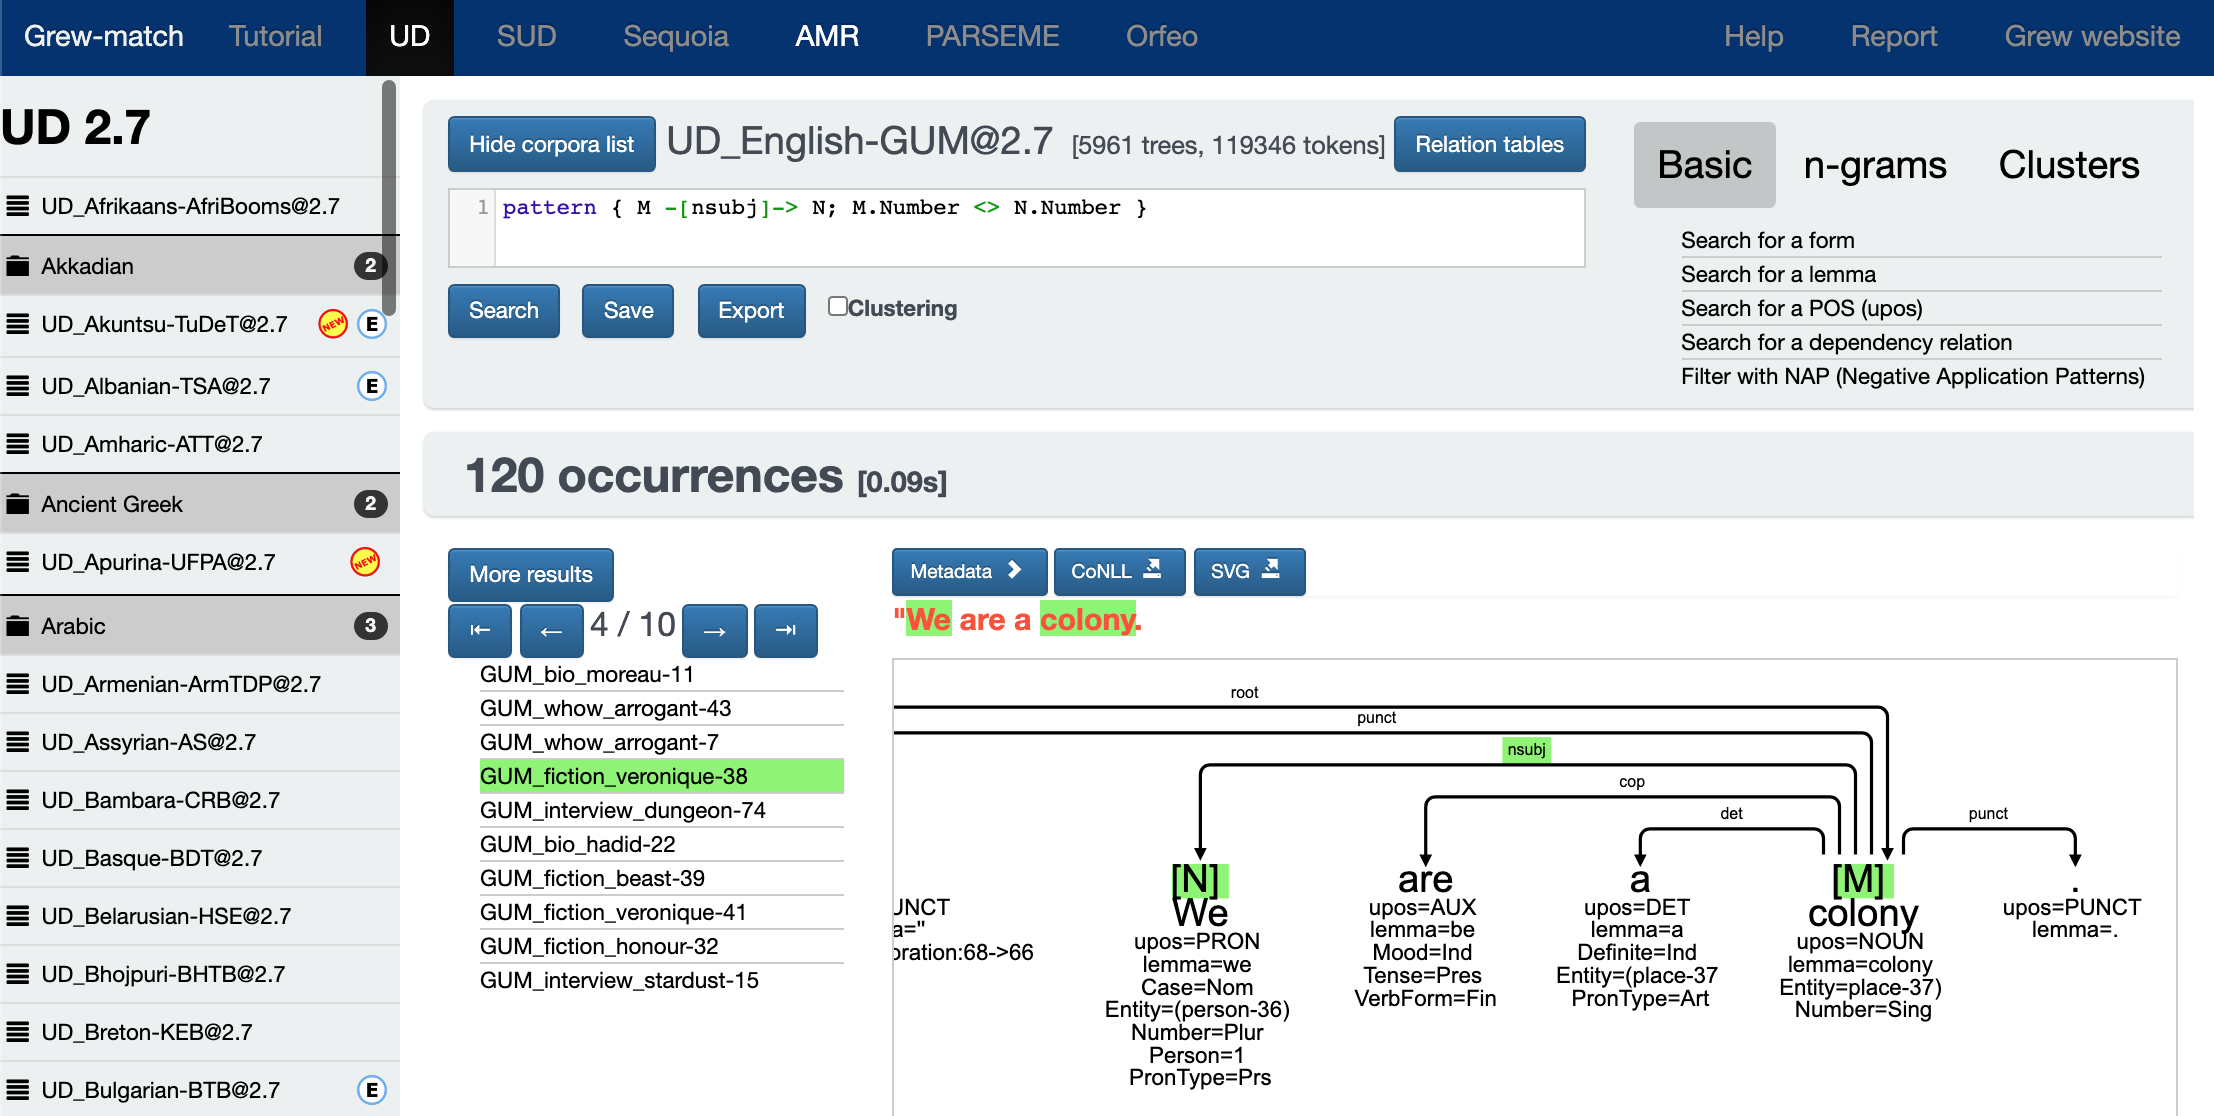 Grew-match Tutorial UD SUD Sequoia AMR PARSEME Orfeo Help Report Grew website
UD 2.7
UD_Afrikaans-AfriBooms@2.7
Akkadian 2
UD_Akuntsu-TuDeT@2.7 NEW E
UD_Albanian-TSA@2.7 E
UD_Amharic-ATT@2.7
Ancient Greek 2
UD_Apurina-UFPA@2.7 NEW
Arabic 3
UD_Armenian-ArmTDP@2.7
UD_Assyrian-AS@2.7
UD_Bambara-CRB@2.7
UD_Basque-BDT@2.7
UD_Belarusian-HSE@2.7
UD_Bhojpuri-BHTB@2.7
UD_Breton-KEB@2.7
UD_Bulgarian-BTB@2.7 E
Hide corpora list UD_English-GUM@2.7 [5961 trees, 119346 tokens] Relation tables
1 pattern { M -[nsubj]-> N; M.Number <> N.Number }
Search Save Export Clustering
Basic n-grams Clusters
Search for a form
Search for a lemma
Search for a POS (upos)
Search for a dependency relation
Filter with NAP (Negative Application Patterns)
120 occurrences [0.09s]
More results
4 / 10
GUM_bio_moreau-11
GUM_whow_arrogant-43
GUM_whow_arrogant-7
GUM_fiction_veronique-38
GUM_interview_dungeon-74
GUM_bio_hadid-22
GUM_fiction_beast-39
GUM_fiction_veronique-41
GUM_fiction_honour-32
GUM_interview_stardust-15
Metadata CoNLL SVG
"We are a colony.
root
punct
nsubj
cop
det
punct
UNCT
a="
oration:68->66
[N]
We
upos=PRON
lemma=we
Case=Nom
Entity=(person-36)
Number=Plur
Person=1
PronType=Prs
are
upos=AUX
lemma=be
Mood=Ind
Tense=Pres
VerbForm=Fin
a
upos=DET
lemma=a
Definite=Ind
Entity=(place-37
PronType=Art
[M]
colony
upos=NOUN
lemma=colony
Entity=place-37)
Number=Sing
.
upos=PUNCT
lemma=.